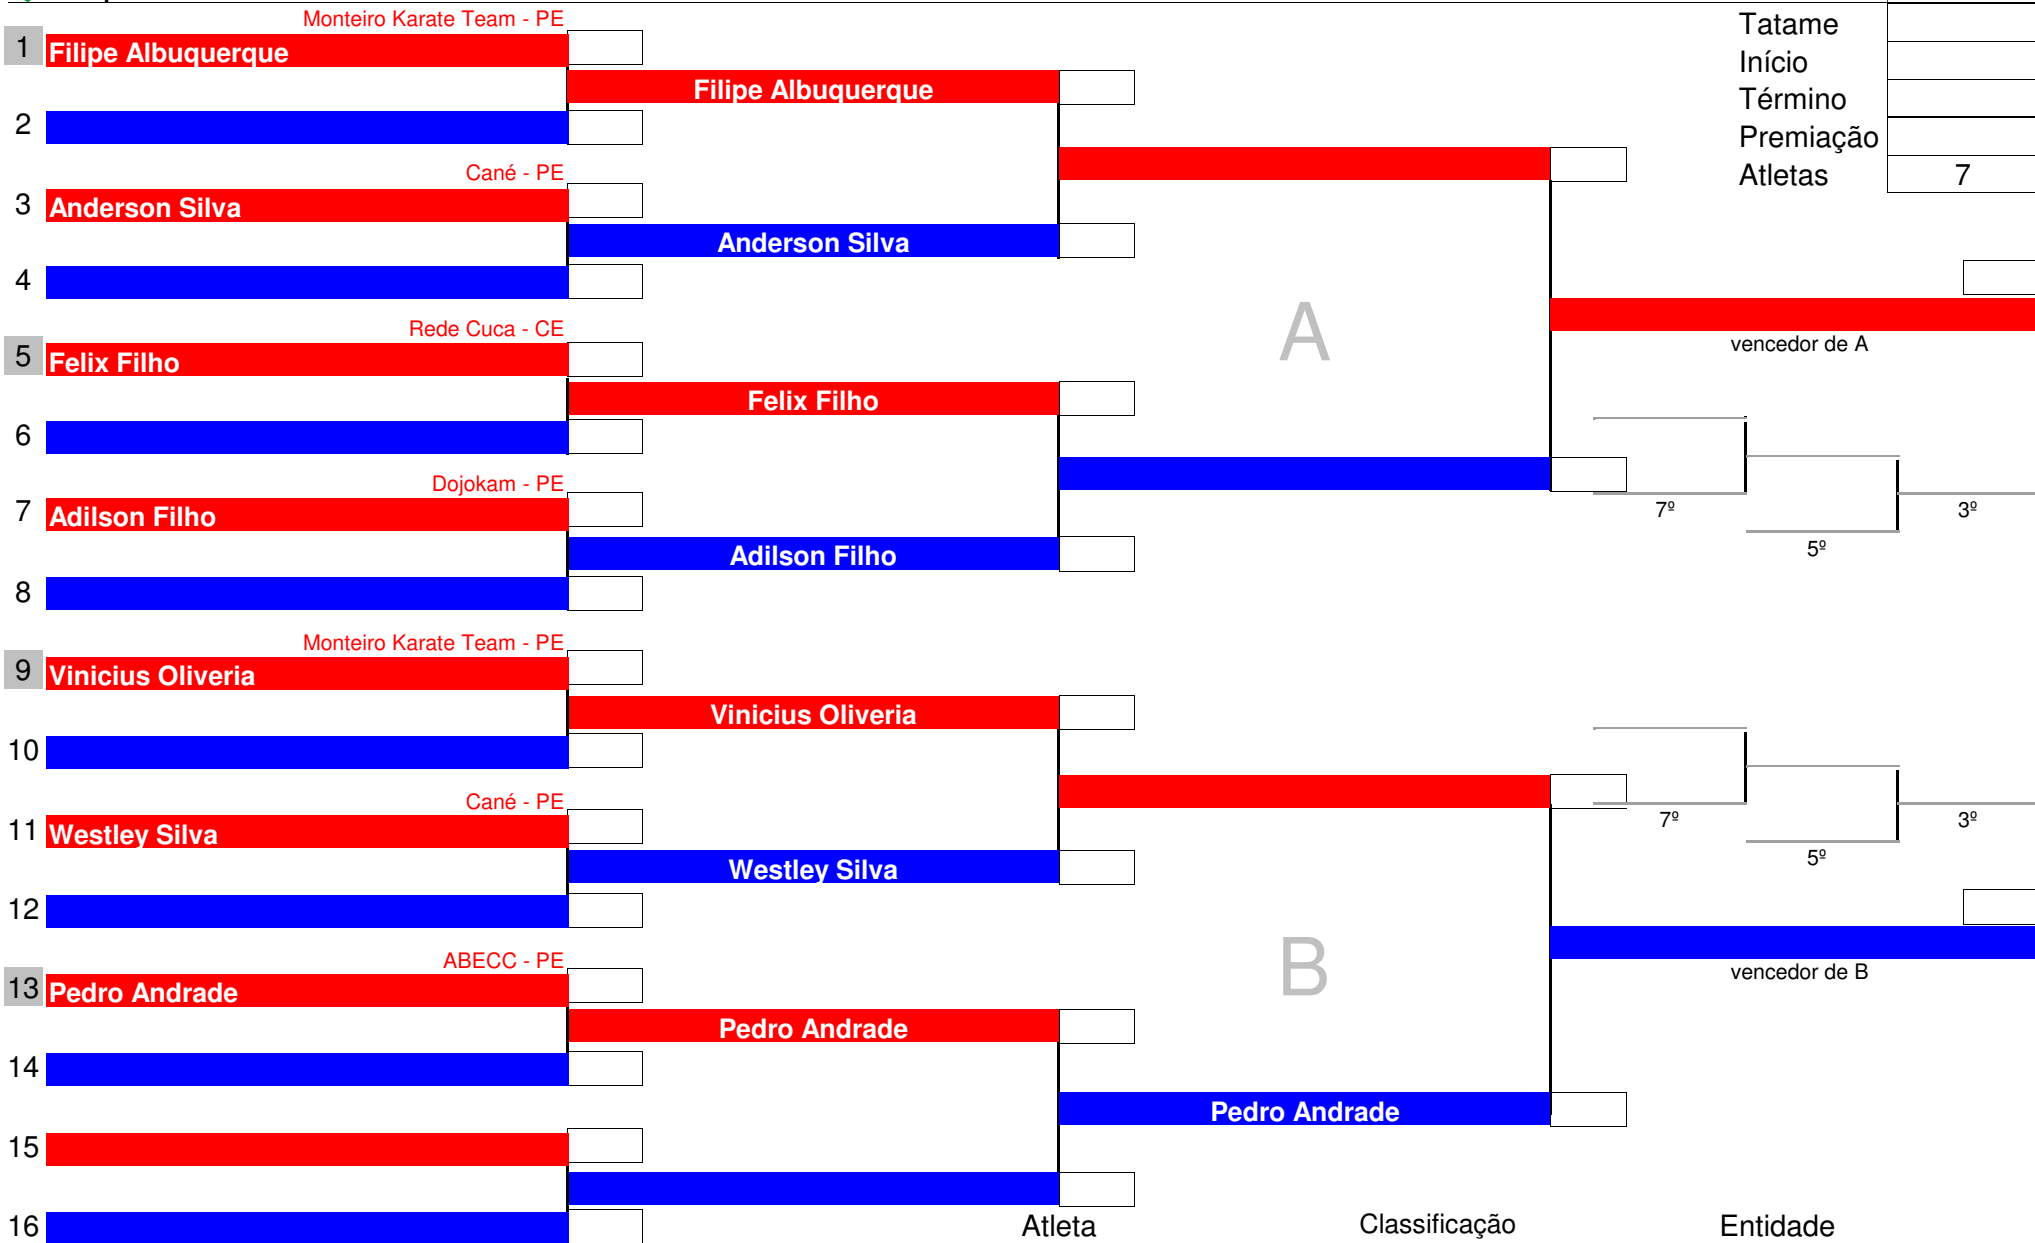 Monteiro Karate Team - PE
1 Filipe Albuquerque
Filipe Albuquerque
2
Cané - PE
3 Anderson Silva
Anderson Silva
4
Rede Cuca - CE
5 Felix Filho
Felix Filho
6
Dojokam - PE
7 Adilson Filho
Adilson Filho
8
Monteiro Karate Team - PE
9 Vinicius Oliveria
Vinicius Oliveria
10
Cané - PE
11 Westley Silva
Westley Silva
12
ABECC - PE
13 Pedro Andrade
Pedro Andrade
14
Pedro Andrade
15
16
A
B
Tatame
Início
Término
Premiação
Atletas 7
vencedor de A
7º
5º
3º
7º
5º
3º
vencedor de B
Atleta Classificação Entidade